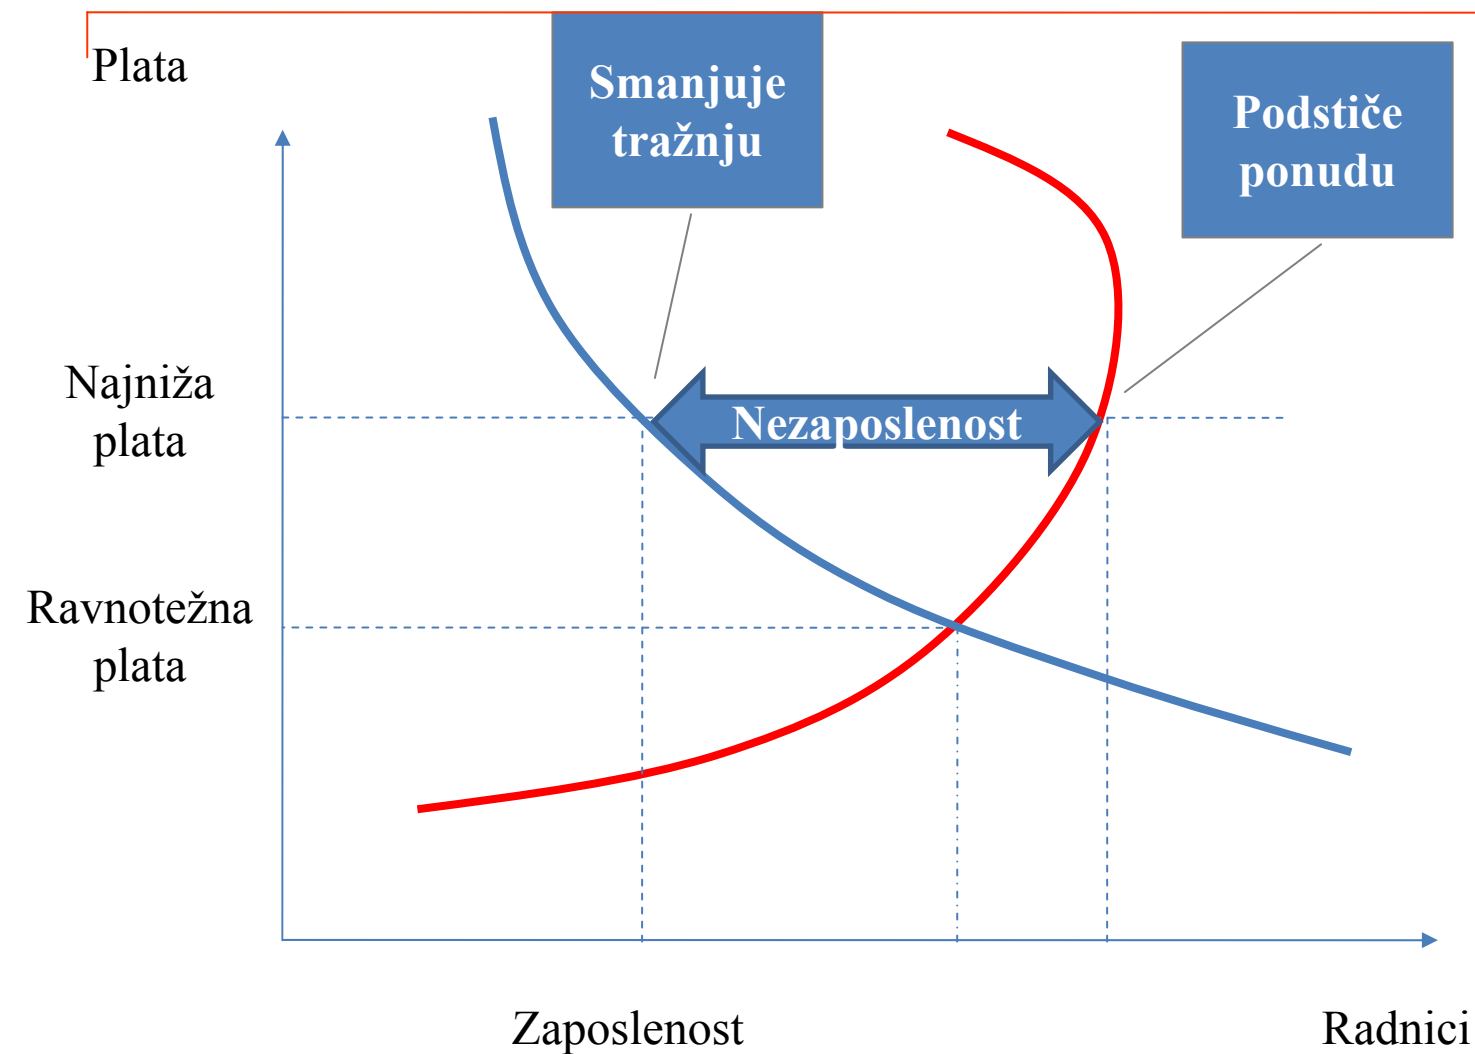 Plata
Smanjuje
tražnju
Podstiče
ponudu
Najniža
plata
Nezaposlenost
Ravnotežna
plata
Zaposlenost
Radnici